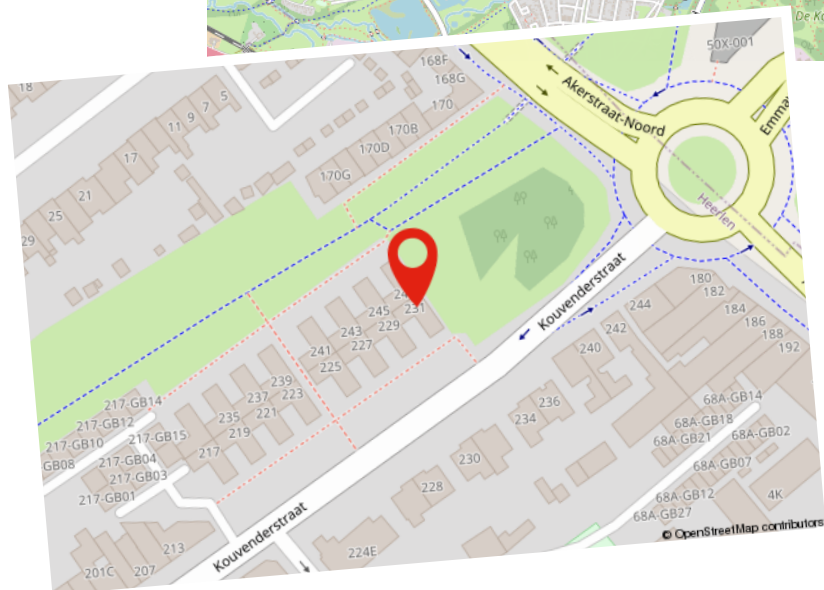 De Ko
50X-001
168F
168G
18
Akerstraat-Noord
170
5
7
9
11
170B
170D
17
170G
21
25
29
Heerlen
231
245
229
243
227
241
225
Kouvenderstraat
180
182
244
184
242
186
188
240
192
239
223
237
221
235
219
217
236
234
230
228
217-GB14
217-GB12
217-GB10
GB08
217-GB15
217-GB04
217-GB03
217-GB01
68A-GB14
68A-GB18
68A-GB21
68A-GB02
68A-GB07
68A-GB12
68A-GB27
4K
Kouvenderstraat
213
224E
207
201C
© OpenStreetMap contributors